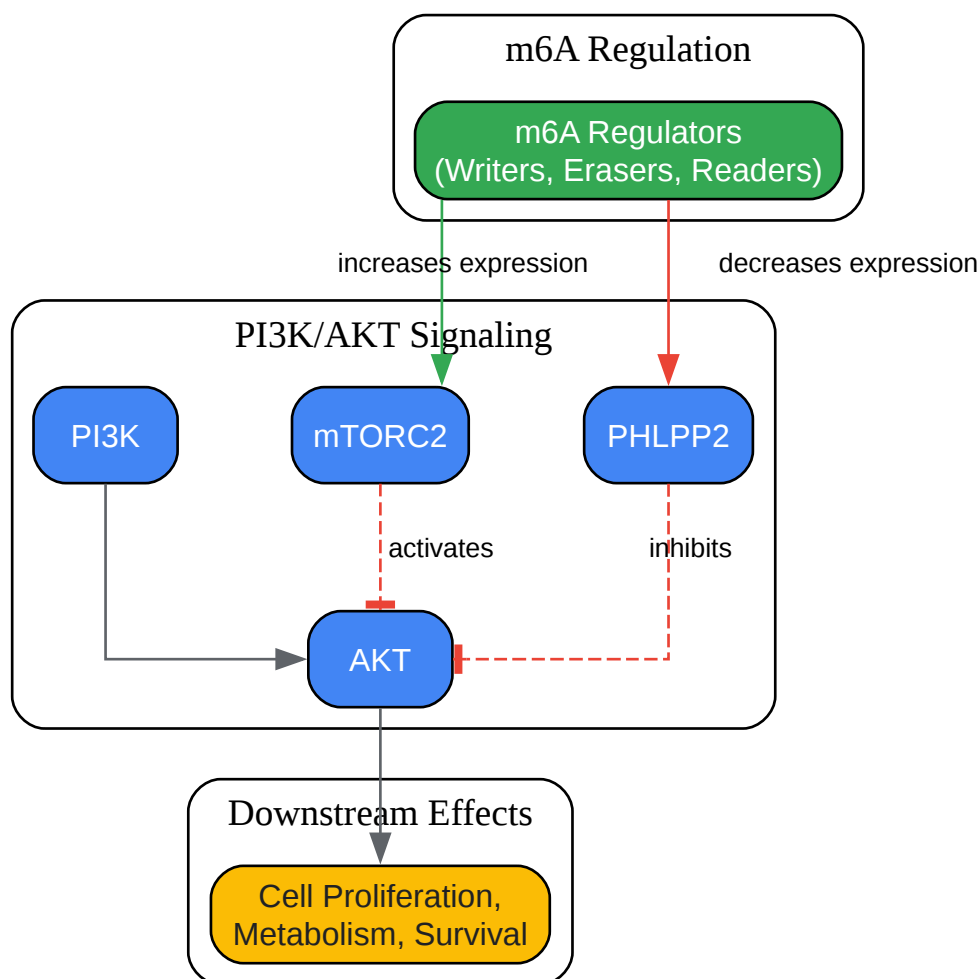 m6A Regulation
m6A Regulators
(Writers, Erasers, Readers)
increases expression
decreases expression
PI3K/AKT Signaling
PI3K
mTORC2
PHLPP2
activates
inhibits
AKT
Downstream Effects
Cell Proliferation,
Metabolism, Survival